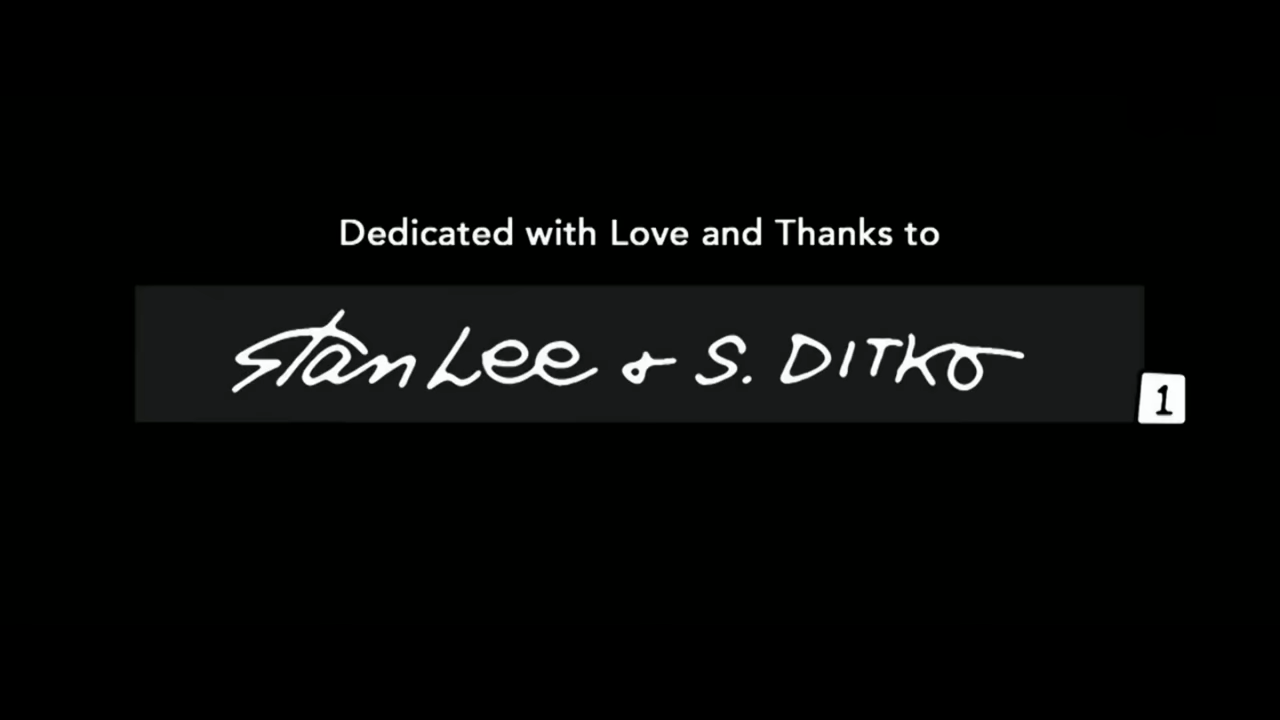 Dedicated with Love and Thanks to
Stan Lee & S. DITKO
1